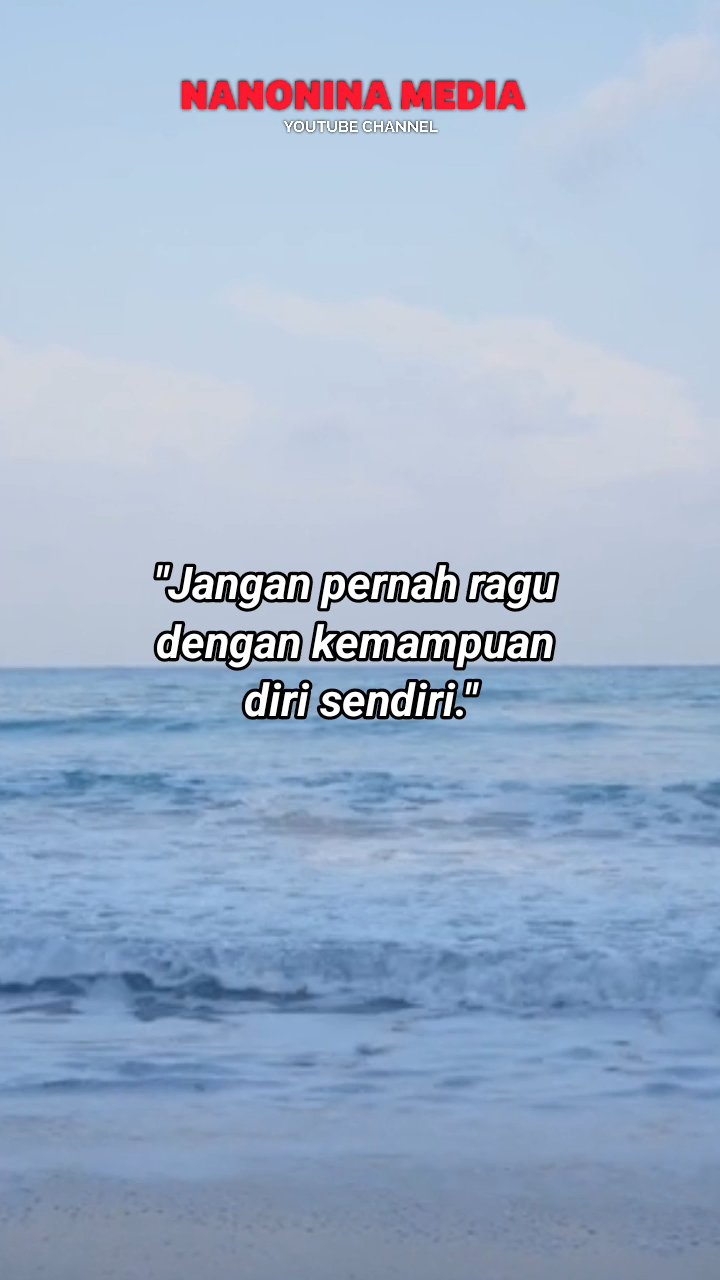 NANONINA MEDIA
YOUTUBE CHANNEL
"Jangan pernah ragu
dengan kemampuan
diri sendiri."